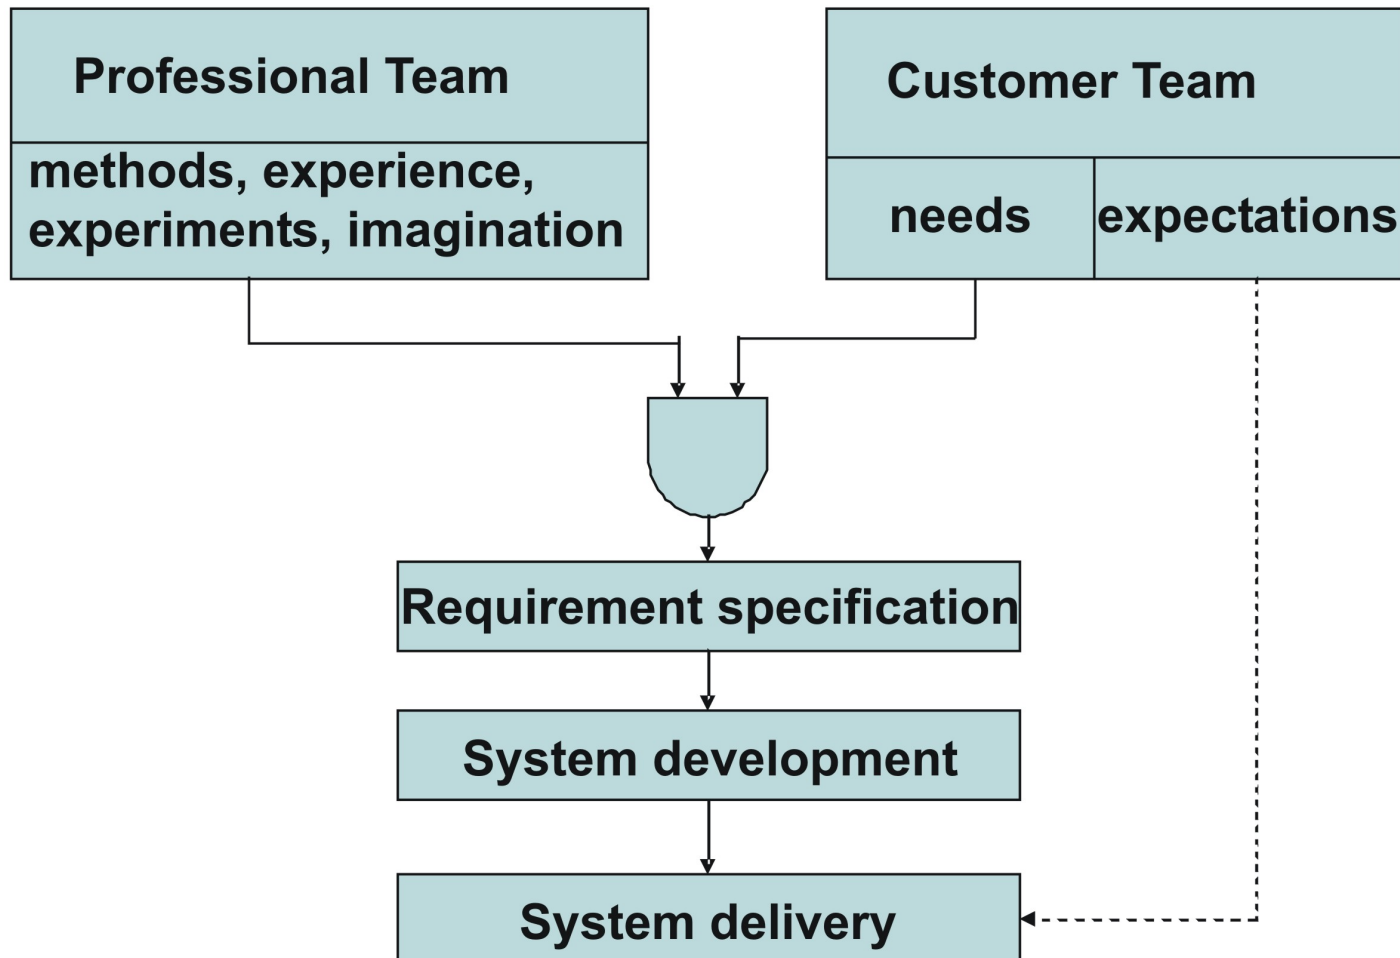 Professional Team
methods, experience,
experiments, imagination
Customer Team
needs
expectations
Requirement specification
System development
System delivery